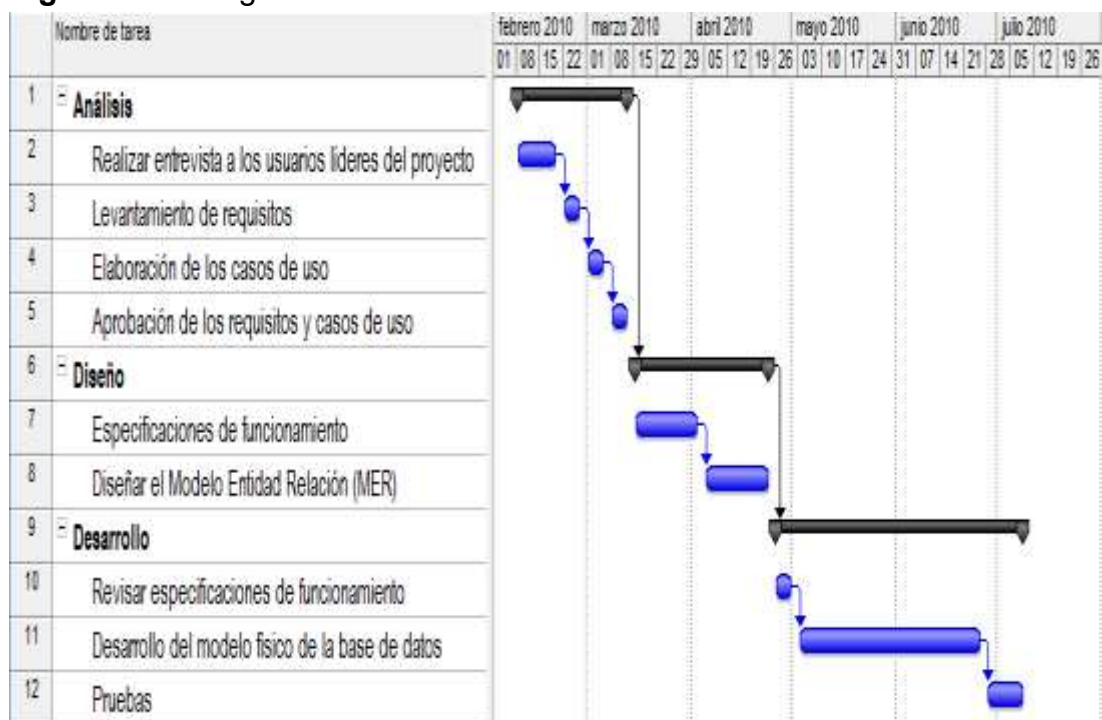 Nombre de tarea
febrero 2010 marzo 2010 abril 2010 mayo 2010 junio 2010 julio 2010
01 08 15 22 01 08 15 22 29 05 12 19 26 03 10 17 24 31 07 14 21 28 05 12 19 26
1 Análisis
2 Realizar entrevista a los usuarios lideres del proyecto
3 Levantamiento de requisitos
4 Elaboración de los casos de uso
5 Aprobación de los requisitos y casos de uso
6 Diseño
7 Especificaciones de funcionamiento
8 Diseñar el Modelo Entidad Relación (MER)
9 Desarrollo
10 Revisar especificaciones de funcionamiento
11 Desarrollo del modelo fisico de la base de datos
12 Pruebas